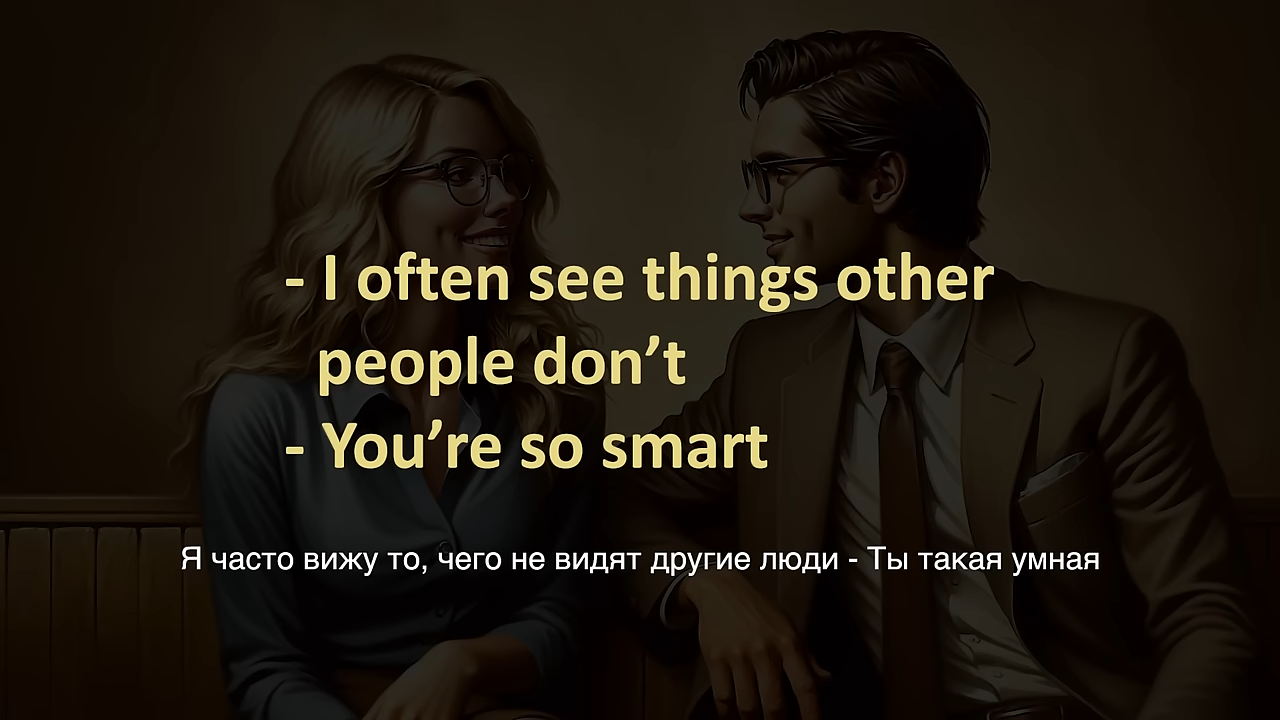 - I often see things other
people don’t
- You’re so smart
Я часто вижу то, чего не видят другие люди - Ты такая умная